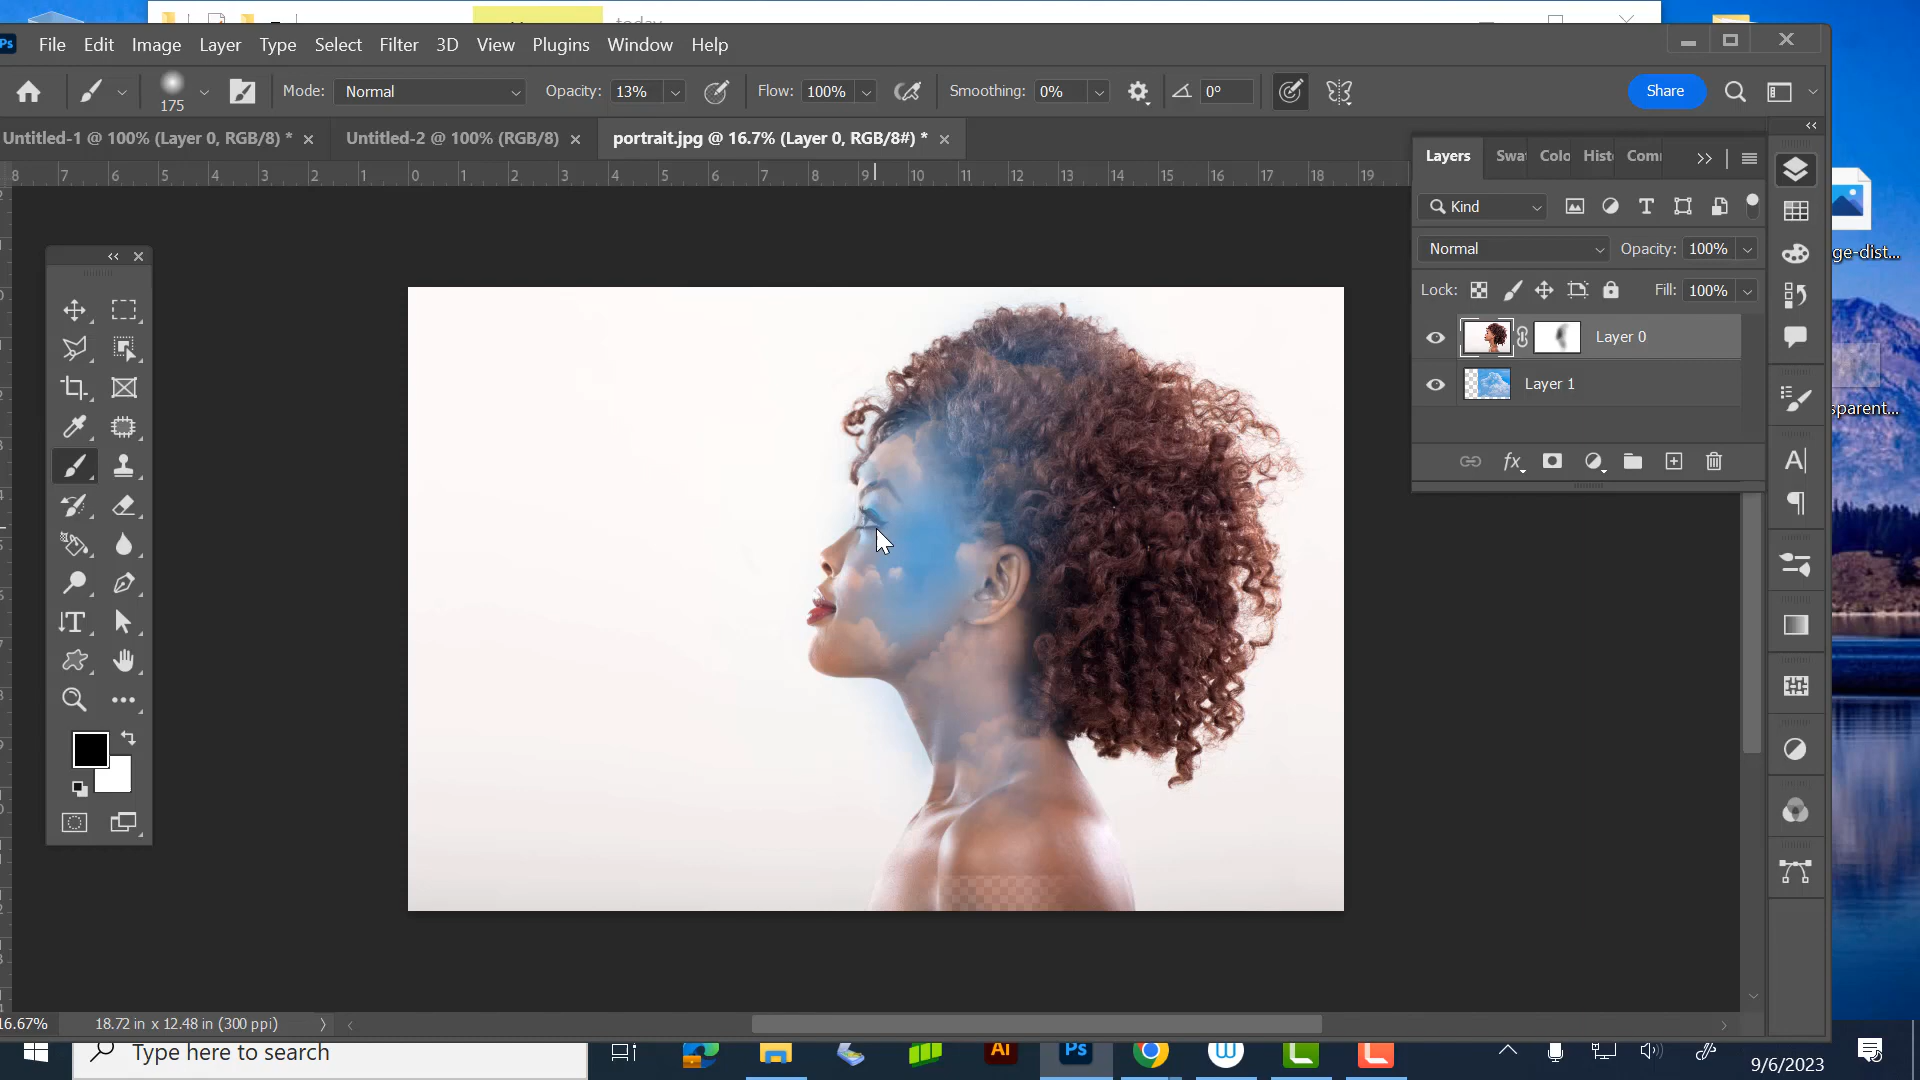 today
Ps
File Edit Image Layer Type Select Filter 3D View Plugins Window Help
175
Mode: Normal Opacity: 13% Flow: 100% Smoothing: 0% 0° Share
Untitled-1 @ 100% (Layer 0, RGB/8) * × Untitled-2 @ 100% (RGB/8) × portrait.jpg @ 16.7% (Layer 0, RGB/8#) * ×
8 7 6 5 4 3 2 1 0 1 2 3 4 5 6 7 8 9 10 11 12 13 14 15 16 17 18 19
Layers Swa Colo Hist Com
Kind
Normal Opacity: 100%
Lock: Fill: 100%
Layer 0
Layer 1
fx
ge-dist...
sparent...
16.67% 18.72 in x 12.48 in (300 ppi)
Type here to search
Ai Ps
9/6/2023